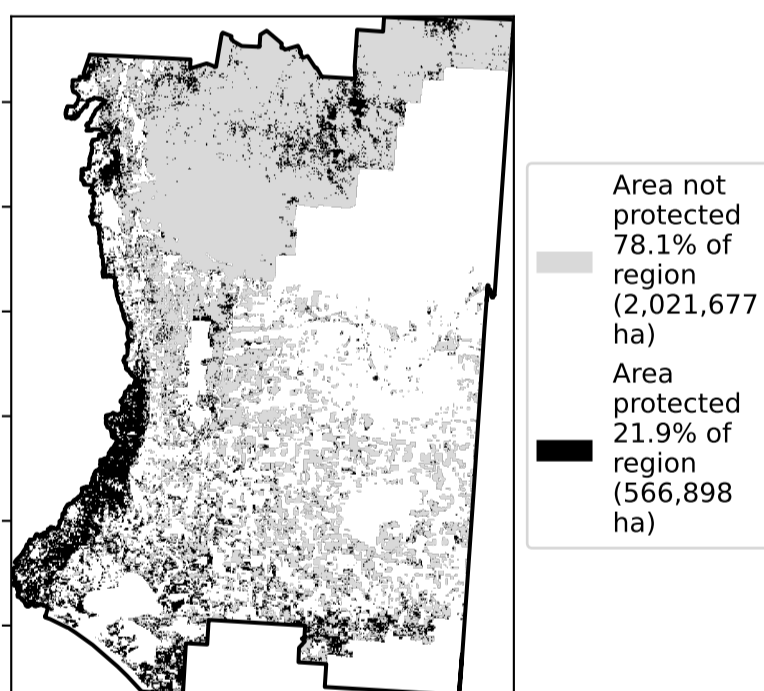 Area not
protected
78.1% of
region
(2,021,677
ha)
Area
protected
21.9% of
region
(566,898
ha)